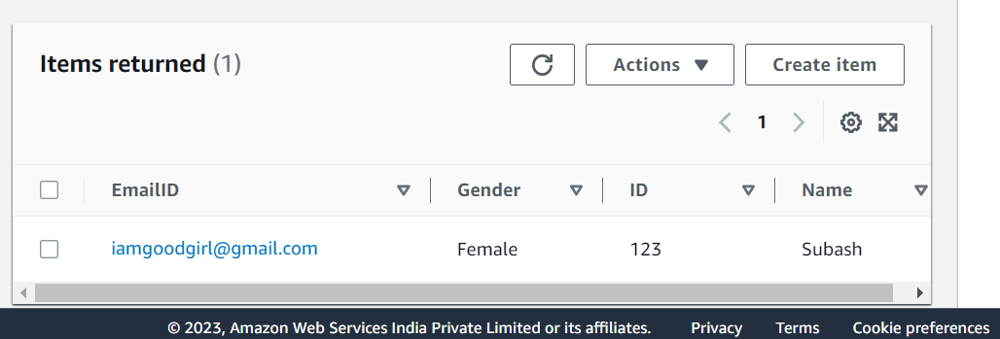 Items returned (1)
Actions
Create item
1
EmailID Gender ID Name
iamgoodgirl@gmail.com Female 123 Subash
© 2023, Amazon Web Services India Private Limited or its affiliates. Privacy Terms Cookie preferences